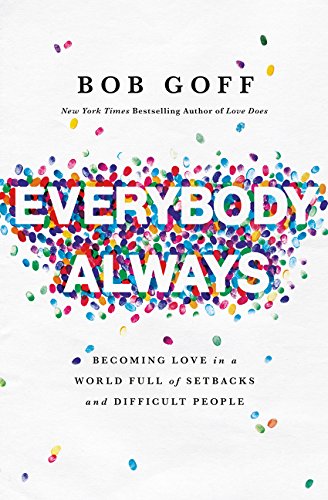 BOB GOFF
New York Times Bestselling Author of Love Does
EVERYBODY
ALWAYS
BECOMING LOVE in a
WORLD FULL of SETBACKS
and DIFFICULT PEOPLE